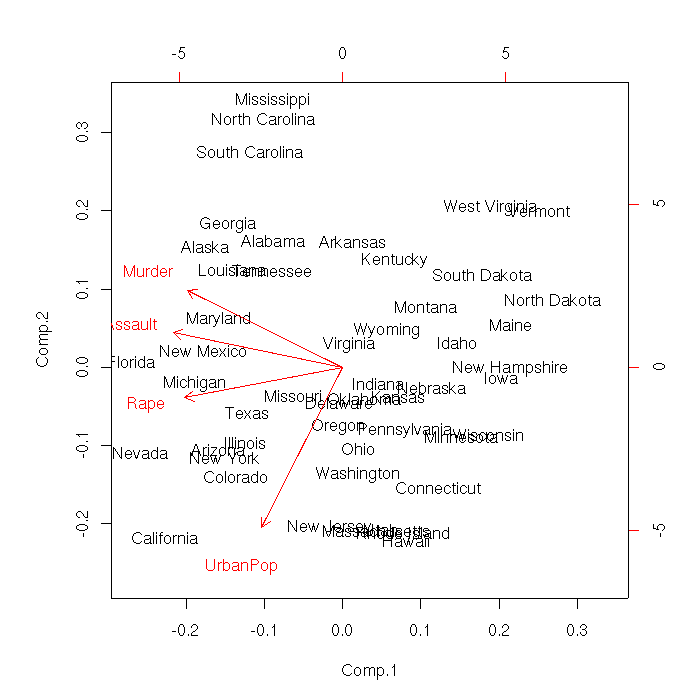 -5 0 5
Mississippi
North Carolina
0.3
South Carolina
0.2
West Virginia
Vermont
5
Georgia
Alabama
Arkansas
Alaska
Kentucky
Murder
Louisiana
Tennessee
South Dakota
0.1
North Dakota
Montana
Maryland
Assault
Wyoming
Maine
Comp.2
Virginia
Idaho
New Mexico
Florida
0.0
New Hampshire
0
Michigan
Indiana
Iowa
Nebraska
Missouri
Rape
Delaware
Oklahoma
Kansas
Texas
Oregon
Pennsylvania
Minnesota
Wisconsin
-0.1
Illinois
Nevada
Arizona
New York
Ohio
Colorado
Washington
Connecticut
-0.2
New Jersey
Massachusetts
Utah
Rhode Island
-5
California
Hawaii
UrbanPop
-0.2 -0.1 0.0 0.1 0.2 0.3
Comp.1